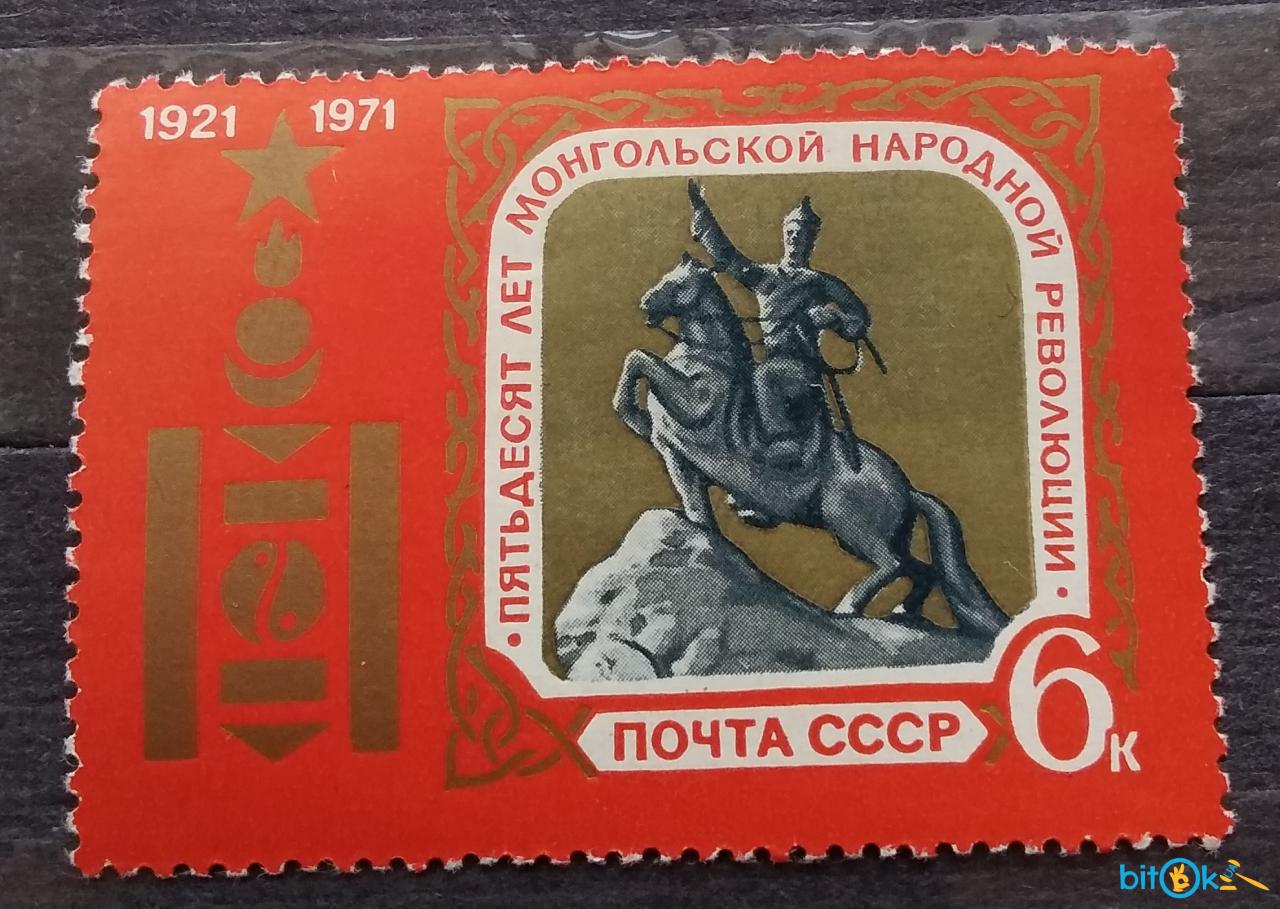 1921 1971
• ПЯТЬДЕСЯТ ЛЕТ МОНГОЛЬСКОЙ НАРОДНОЙ РЕВОЛЮЦИИ •
ПОЧТА СССР
6к
bitOk